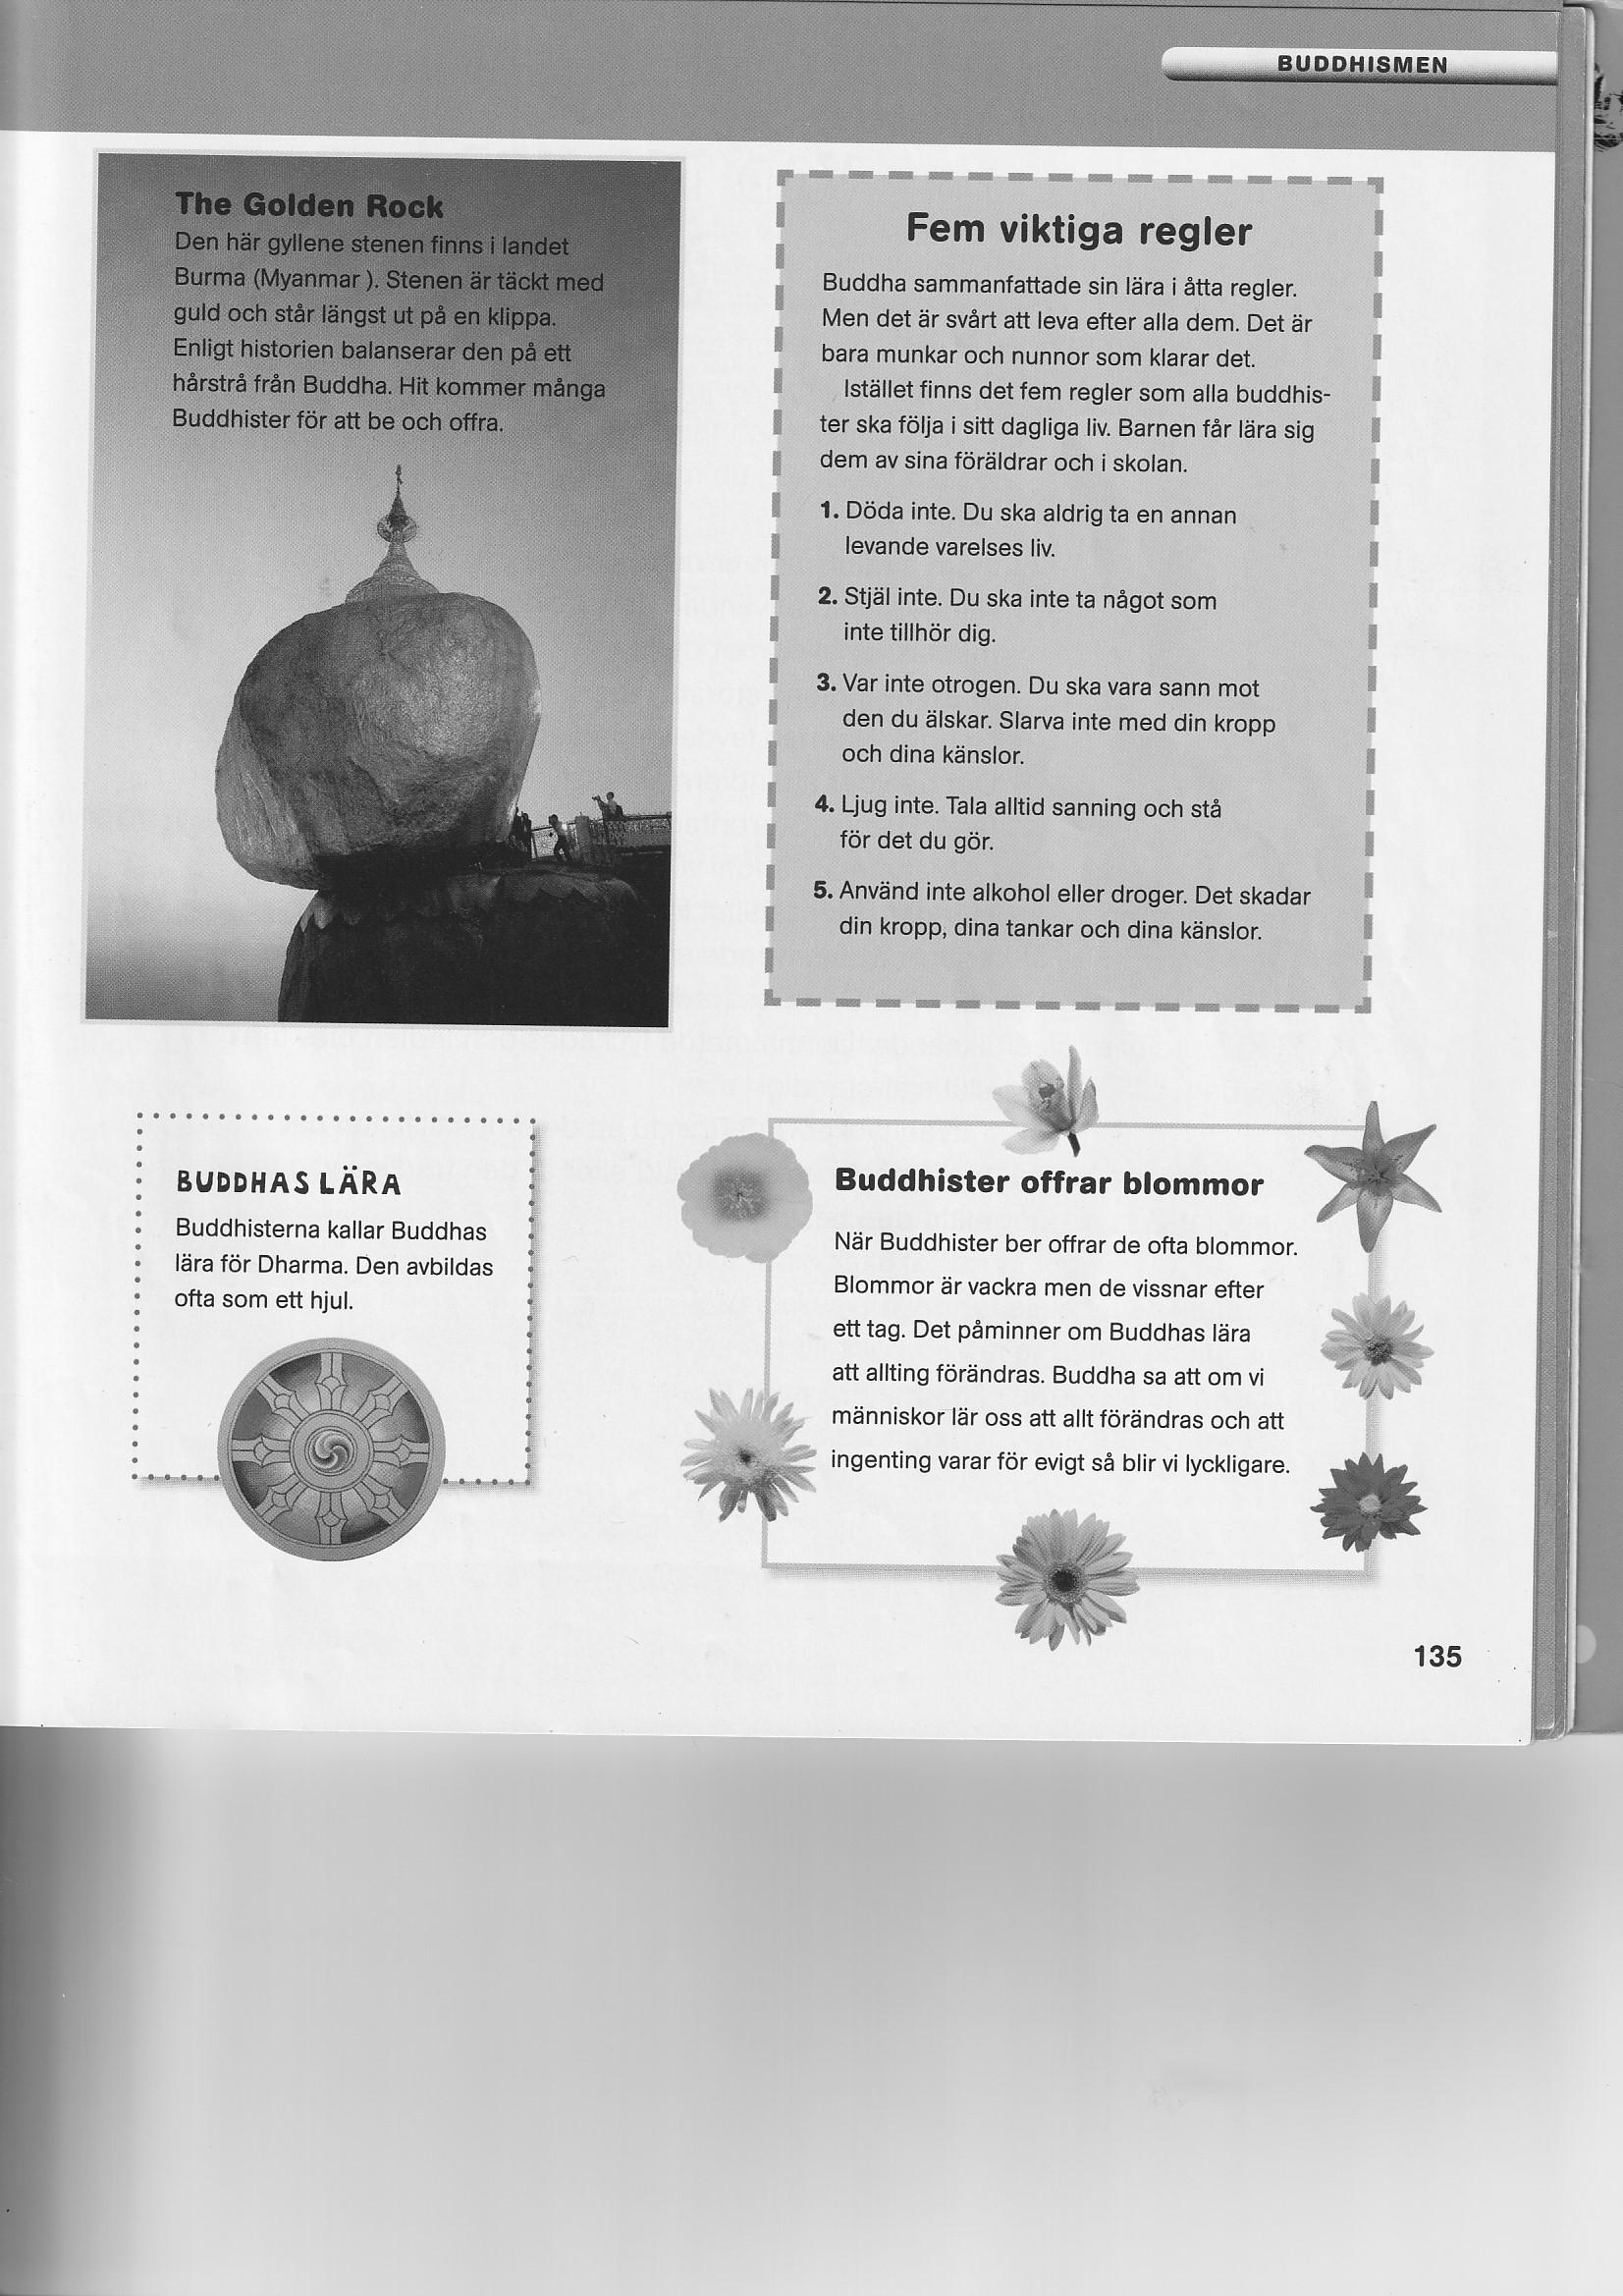 BUDDHISMEN
The Golden Rock
Den här gyllene stenen finns i landet
Burma (Myanmar ). Stenen är täckt med
guld och står längst ut på en klippa.
Enligt historien balanserar den på ett
hårstrå från Buddha. Hit kommer många
Buddhister för att be och offra.
Fem viktiga regler
Buddha sammanfattade sin lära i åtta regler.
Men det är svårt att leva efter alla dem. Det är
bara munkar och nunnor som klarar det.
Istället finns det fem regler som alla buddhis-
ter ska följa i sitt dagliga liv. Barnen får lära sig
dem av sina föräldrar och i skolan.
1. Döda inte. Du ska aldrig ta en annan
levande varelses liv.
2. Stjäl inte. Du ska inte ta något som
inte tillhör dig.
3. Var inte otrogen. Du ska vara sann mot
den du älskar. Slarva inte med din kropp
och dina känslor.
4. Ljug inte. Tala alltid sanning och stå
för det du gör.
5. Använd inte alkohol eller droger. Det skadar
din kropp, dina tankar och dina känslor.
BUDDHAS LÄRA
Buddhisterna kallar Buddhas
lära för Dharma. Den avbildas
ofta som ett hjul.
Buddhister offrar blommor
När Buddhister ber offrar de ofta blommor.
Blommor är vackra men de vissnar efter
ett tag. Det påminner om Buddhas lära
att allting förändras. Buddha sa att om vi
människor lär oss att allt förändras och att
ingenting varar för evigt så blir vi lyckligare.
135